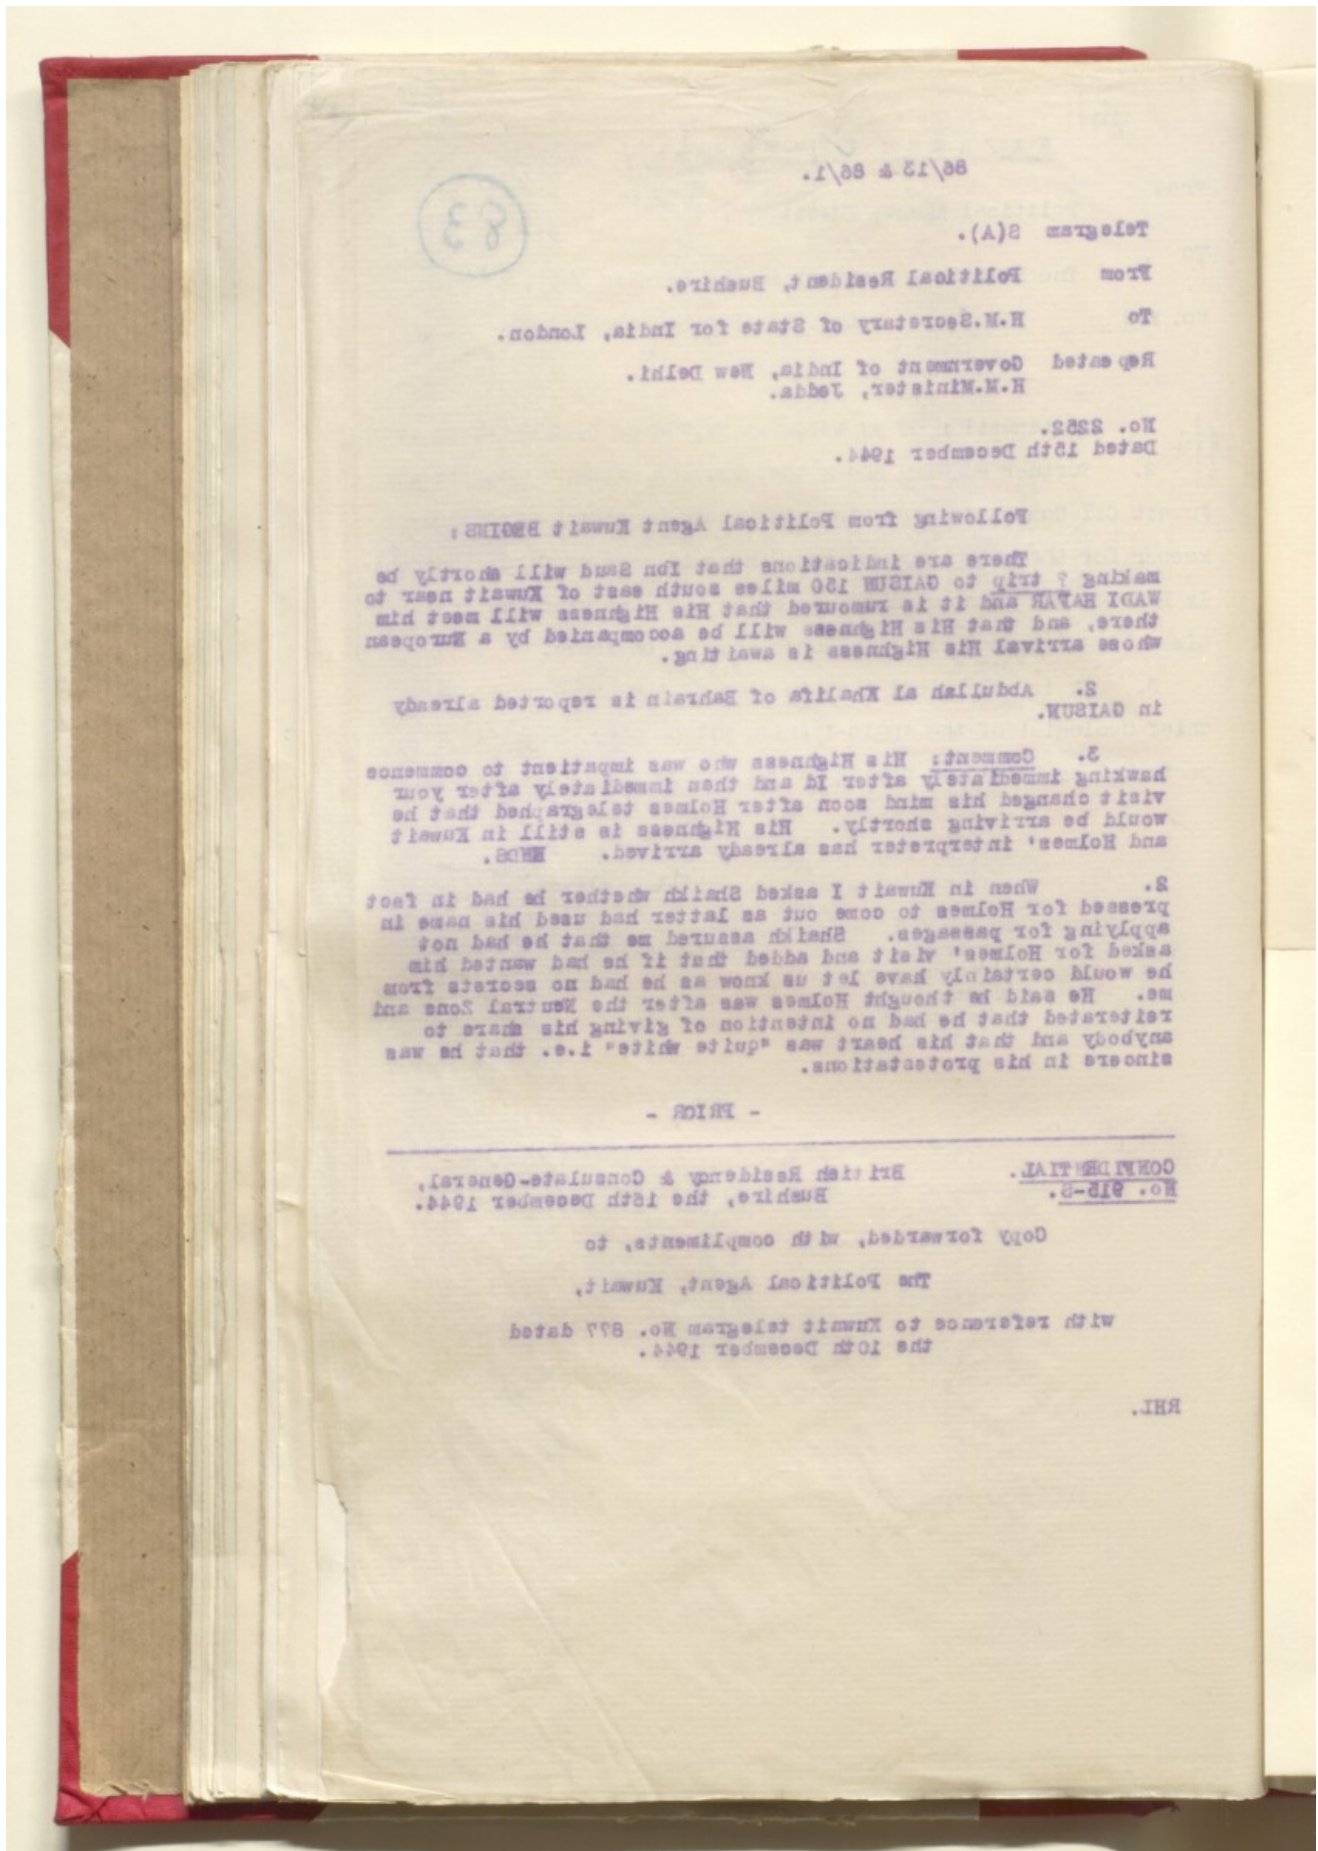 86/13 & 86/1.
83
Telegram S(A).
From Political Resident, Bushire.
To H.M.Secretary of State for India, London.
Repeated Government of India, New Delhi.
H.M.Minister, Jedda.
No. 2252.
Dated 15th December 1944.
Following from Political Agent Kuwait BEGINS:
There are indications that Ibn Saud will shortly be
making ? trip to GAISUM 150 miles south east of Kuwait near to
WADI HAFAR and it is rumoured that His Highness will meet him
there, and that His Highness will be accompanied by a European
whose arrival His Highness is awaiting.
2. Abdullah al Khalifa of Bahrain is reported already
in GAISUM.
3. Comment: His Highness who was impatient to commence
hawking immediately after Id and then immediately after your
visit changed his mind soon after Holmes telegraphed that he
would be arriving shortly. His Highness is still in Kuwait
and Holmes' interpreter has already arrived. ENDS.
2. When in Kuwait I asked Shaikh whether he had in fact
pressed for Holmes to come out as latter had used his name in
applying for passages. Shaikh assured me that he had not
asked for Holmes' visit and added that if he had wanted him
he would certainly have let us know as he had no secrets from
me. He said he thought Holmes was after the Neutral Zone and
reiterated that he had no intention of giving his share to
anybody and that his heart was "quite white" i.e. that he was
sincere in his protestations.
- PRIOR -
CONFIDENTIAL. British Residency & Consulate-General,
No. 915-S. Bushire, the 16th December 1944.
Copy forwarded, with compliments, to
The Political Agent, Kuwait,
with reference to Kuwait telegram No. 877 dated
the 10th December 1944.
RHL.